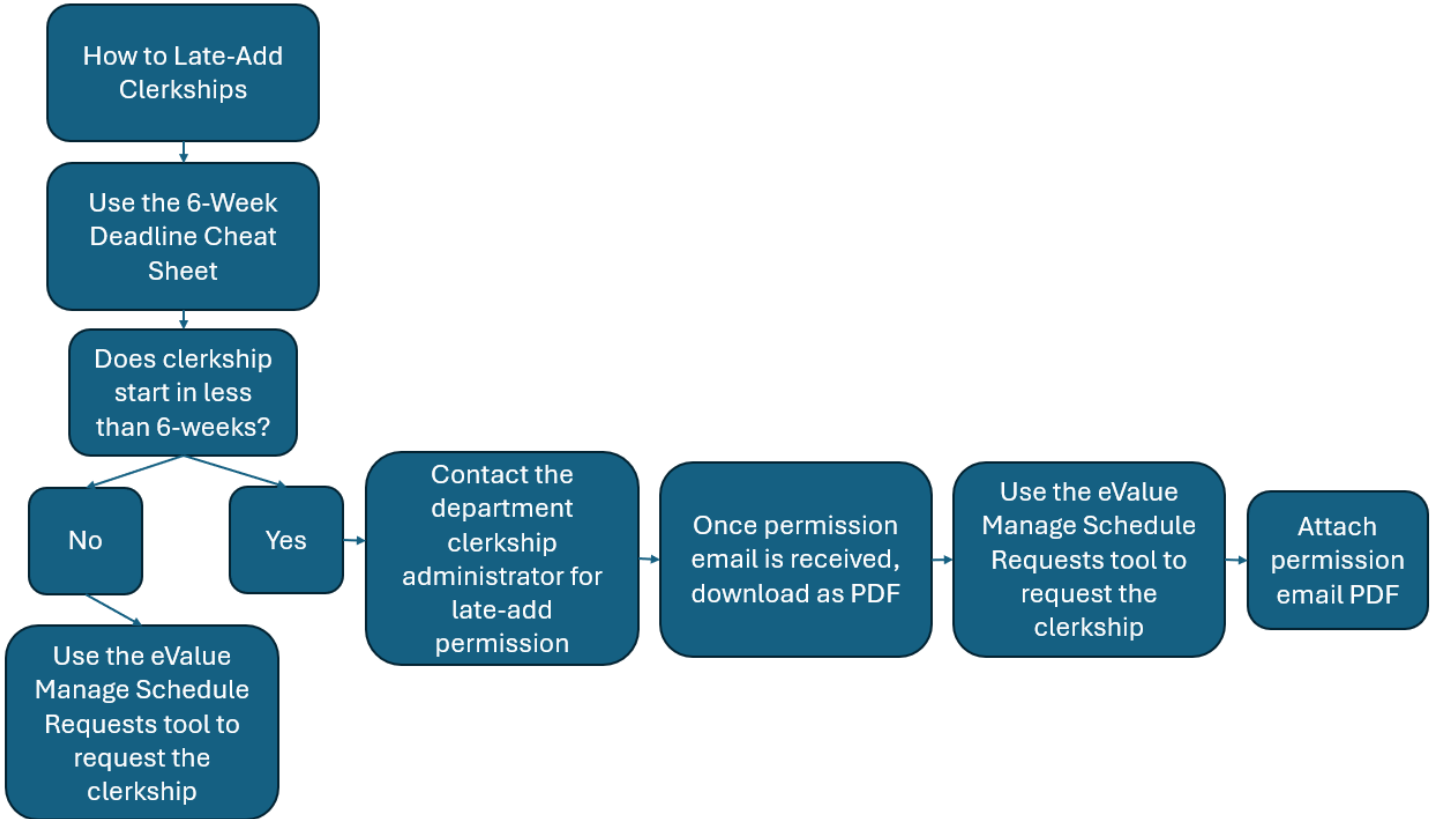 How to Late-Add
Clerkships
Use the 6-Week
Deadline Cheat
Sheet
Does clerkship
start in less
than 6-weeks?
No
Yes
Use the eValue
Manage Schedule
Requests tool to
request the
clerkship
Contact the
department
clerkship
administrator for
late-add
permission
Once permission
email is received,
download as PDF
Use the eValue
Manage Schedule
Requests tool to
request the
clerkship
Attach
permission
email PDF